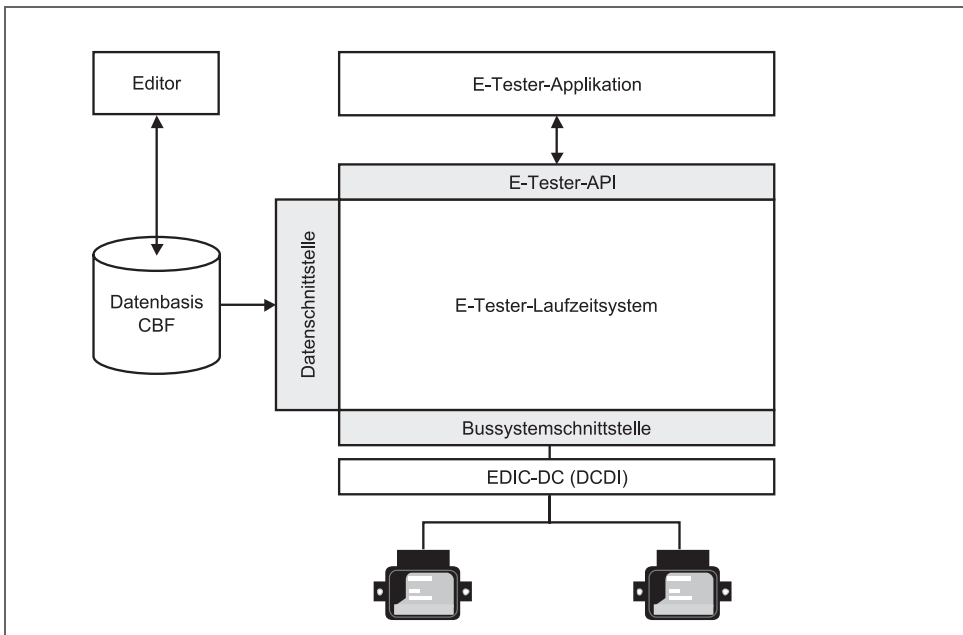 Editor
E-Tester-Applikation
E-Tester-API
Datenschnittstelle
Datenbasis
CBF
E-Tester-Laufzeitsystem
Bussystemschnittstelle
EDIC-DC (DCDI)